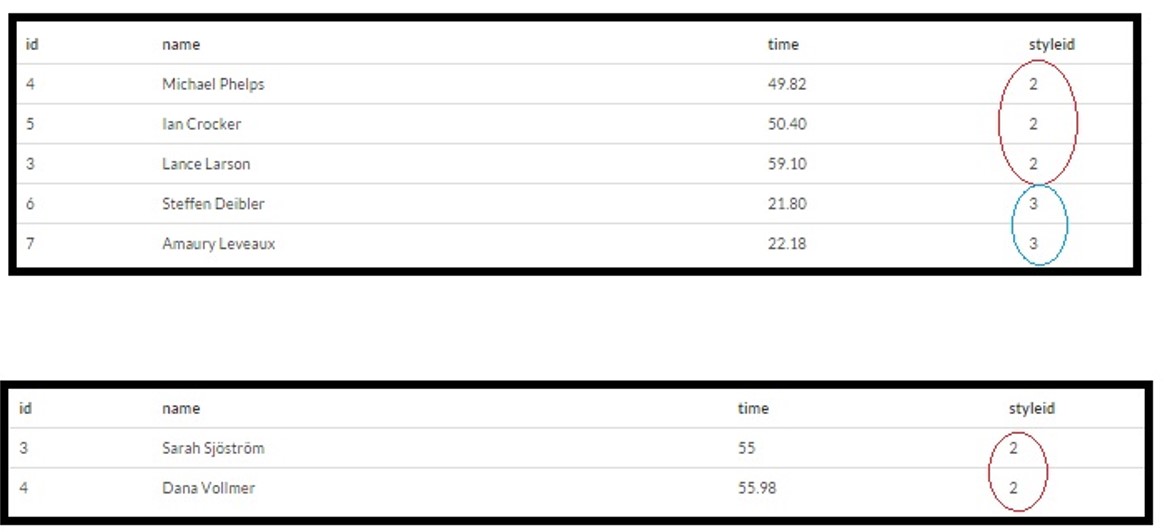 id name time styleid
4 Michael Phelps 49.82 2
5 Ian Crocker 50.40 2
3 Lance Larson 59.10 2
6 Steffen Deibler 21.80 3
7 Amaury Leveaux 22.18 3
id name time styleid
3 Sarah Sjöström 55 2
4 Dana Vollmer 55.98 2